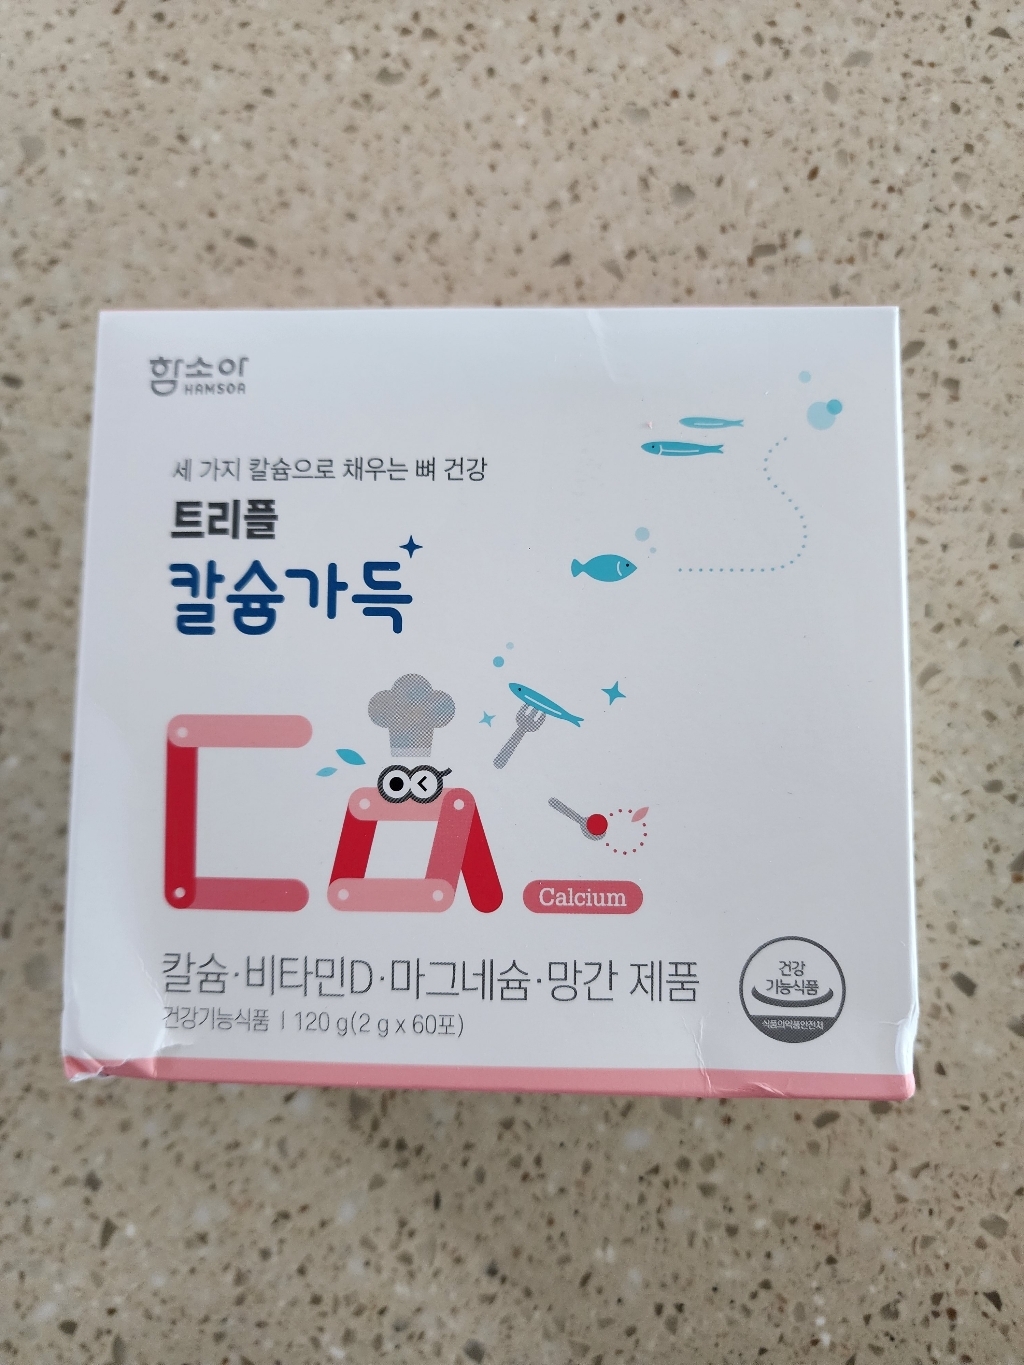 함소아
HAMSOA
세 가지 칼슘으로 채우는 뼈 건강
트리플
칼슘가득
Ca
Calcium
칼슘·비타민D·마그네슘·망간 제품
건강기능식품 | 120 g(2 g x 60포)
건강
기능식품
식품의약품안전처